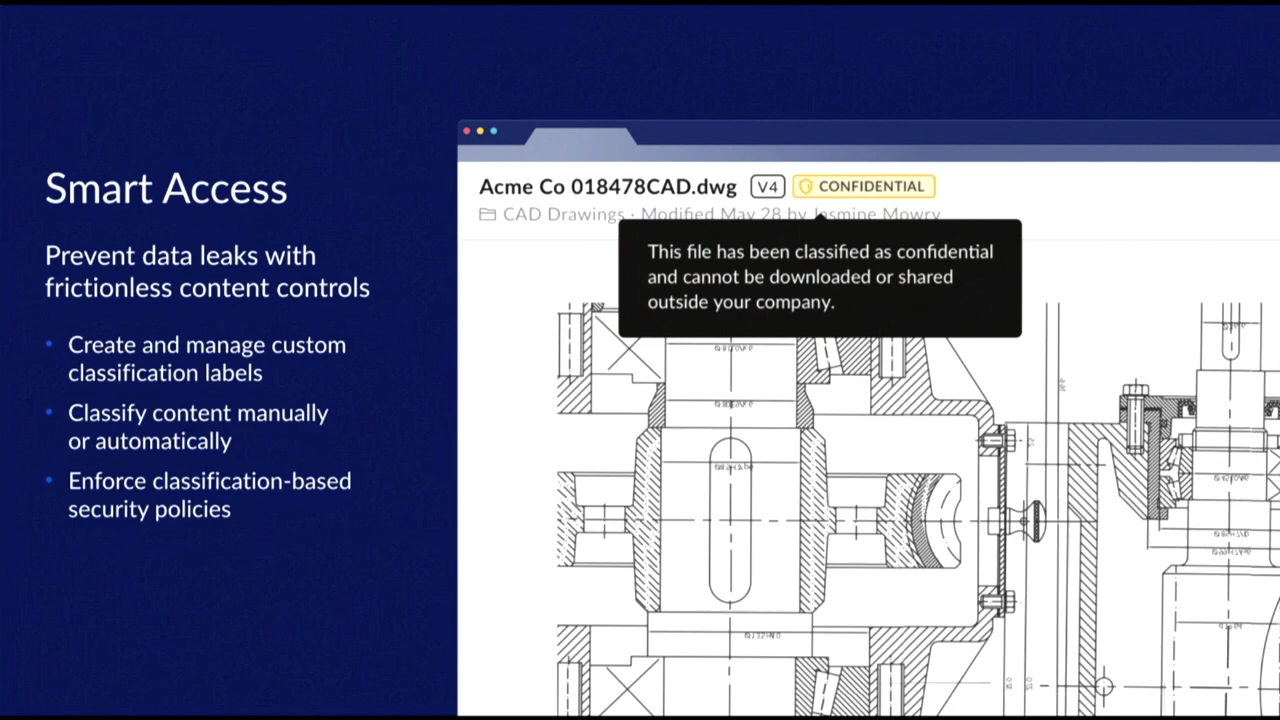 Smart Access
Prevent data leaks with
frictionless content controls
• Create and manage custom
classification labels
• Classify content manually
or automatically
• Enforce classification-based
security policies
Acme Co 018478CAD.dwg V4 CONFIDENTIAL
CAD Drawings · Modified May 28 by Jasmine Mowry
This file has been classified as confidential
and cannot be downloaded or shared
outside your company.